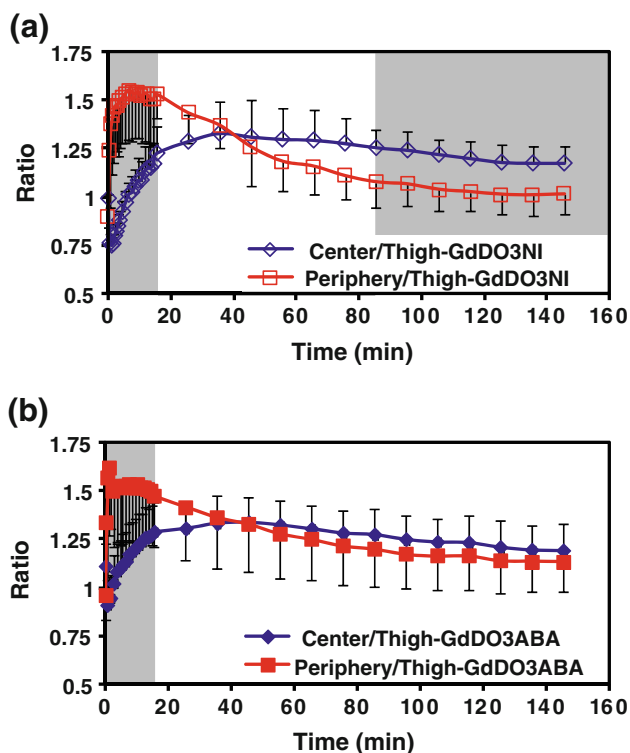 (a)
1.75
1.5
1.25
1
0.75
0.5
Ratio
Center/Thigh-GdDO3NI
Periphery/Thigh-GdDO3NI
0 20 40 60 80 100 120 140 160
Time (min)
(b)
1.75
1.5
1.25
1
0.75
0.5
Ratio
Center/Thigh-GdDO3ABA
Periphery/Thigh-GdDO3ABA
0 20 40 60 80 100 120 140 160
Time (min)